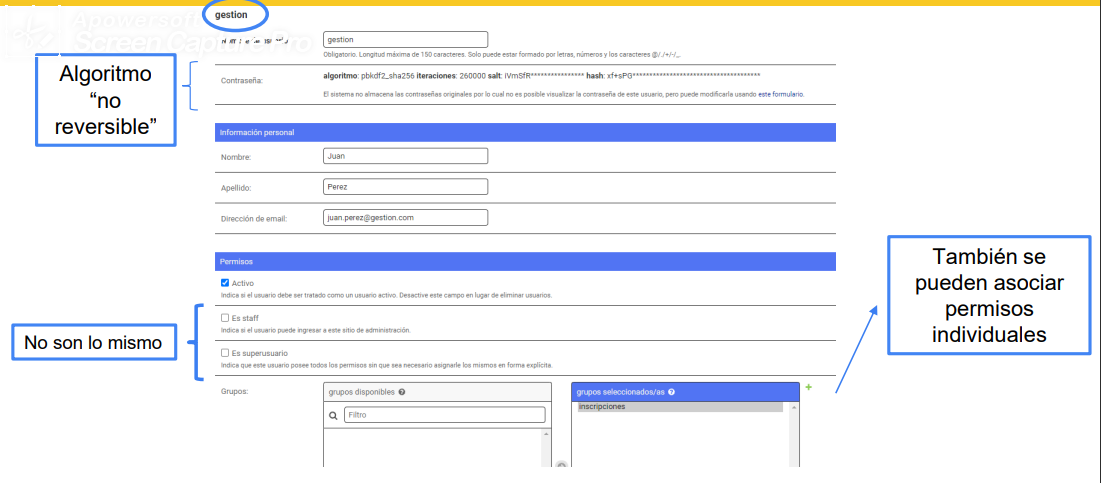 gestion
Apowersoft
Screen Capture Pro
gestion
Obligatorio. Longitud máxima de 150 caracteres. Solo puede estar formado por letras, números y los caracteres @/./+/-/_.
Algoritmo
“no
reversible”
Contraseña:
algoritmo: pbkdf2_sha256 iteraciones: 260000 salt: iVmSfR**************** hash: xf+sPG**************************************
El sistema no almacena las contraseñas originales por lo cual no es posible visualizar la contraseña de este usuario, pero puede modificarla usando este formulario.
Información personal
Nombre:
Juan
Apellido:
Perez
Dirección de email:
juan.perez@gestion.com
Permisos
Activo
Indica si el usuario debe ser tratado como un usuario activo. Desactive este campo en lugar de eliminar usuarios.
No son lo mismo
Es staff
Indica si el usuario puede ingresar a este sitio de administración.
Es superusuario
Indica que este usuario posee todos los permisos sin que sea necesario asignarle los mismos en forma explícita.
También se
pueden asociar
permisos
individuales
Grupos:
grupos disponibles
Filtro
grupos seleccionados/as
inscripciones